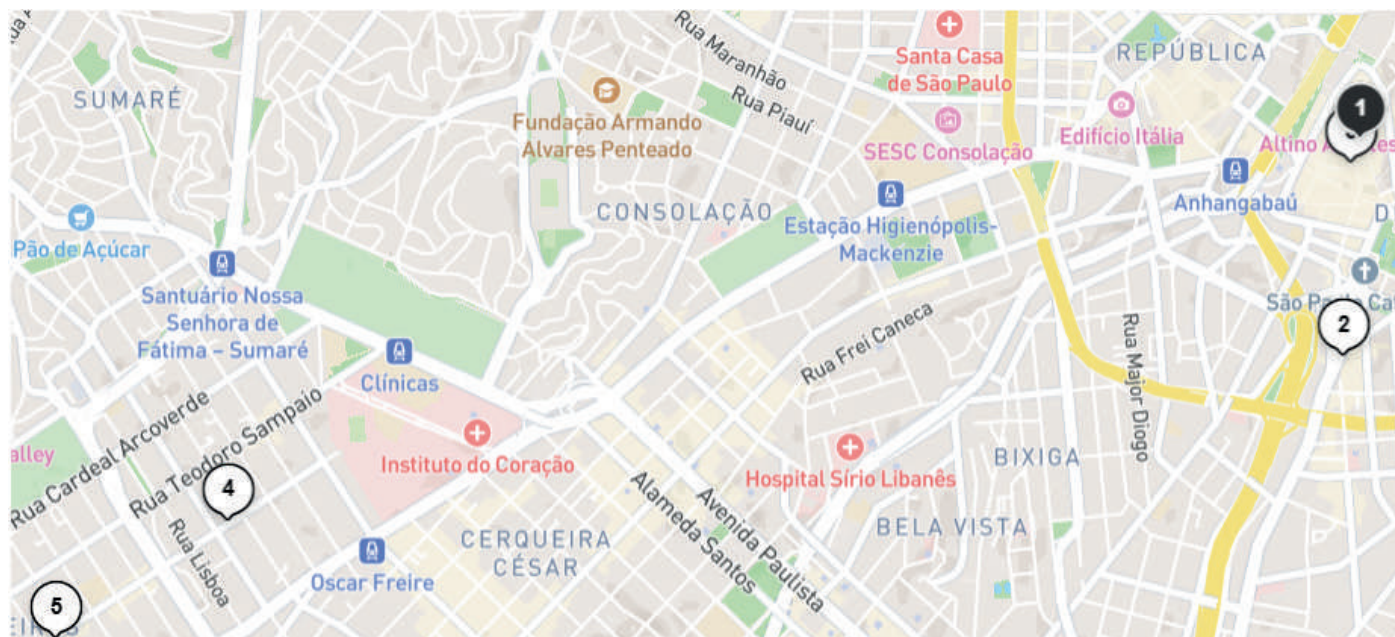 Rua Maranhão
Santa Casa
de São Paulo
REPÚBLICA
SUMARÉ
Rua Piauí
1
Fundação Armando
Alvares Penteado
SESC Consolação
Edifício Itália
Altino
CONSOLAÇÃO
Anhangabaú
Estação Higienópolis-
Mackenzie
Pão de Açúcar
Santuário Nossa
Senhora de
Fátima – Sumaré
São
2
Rua Frei Caneca
Rua Major Diogo
Clínicas
Rua Cardeal Arcoverde
Rua Teodoro Sampaio
alley
Instituto do Coração
Hospital Sírio Libanês
BIXIGA
4
Alameda Santos
Avenida Paulista
BELA VISTA
Rua Lisboa
CERQUEIRA
CÉSAR
Oscar Freire
5